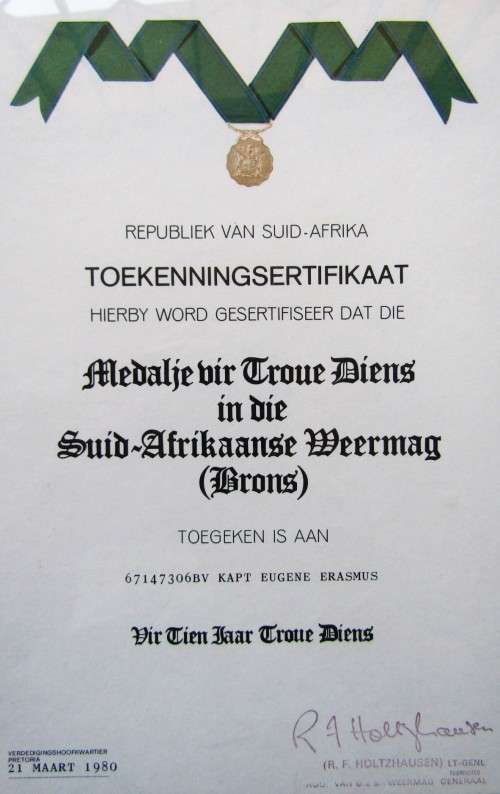 REPUBLIEK VAN SUID-AFRIKA
TOEKENNINGSERTIFIKAAT
HIERBY WORD GESERTIFISEER DAT DIE
Medalje vir Troue Diens
in die
Suid-Afrikaanse Weermag
(Brons)
TOEGEKEN IS AAN
67147306BV KAPT EUGENE ERASMUS
Vir Tien Jaar Troue Diens
R F Holtzhausen
(R. F. HOLTZHAUSEN) LT-GENL
VERDEDIGINGSHOOFKWARTIER
PRETORIA
21 MAART 1980
WEERMAG GENERAAL